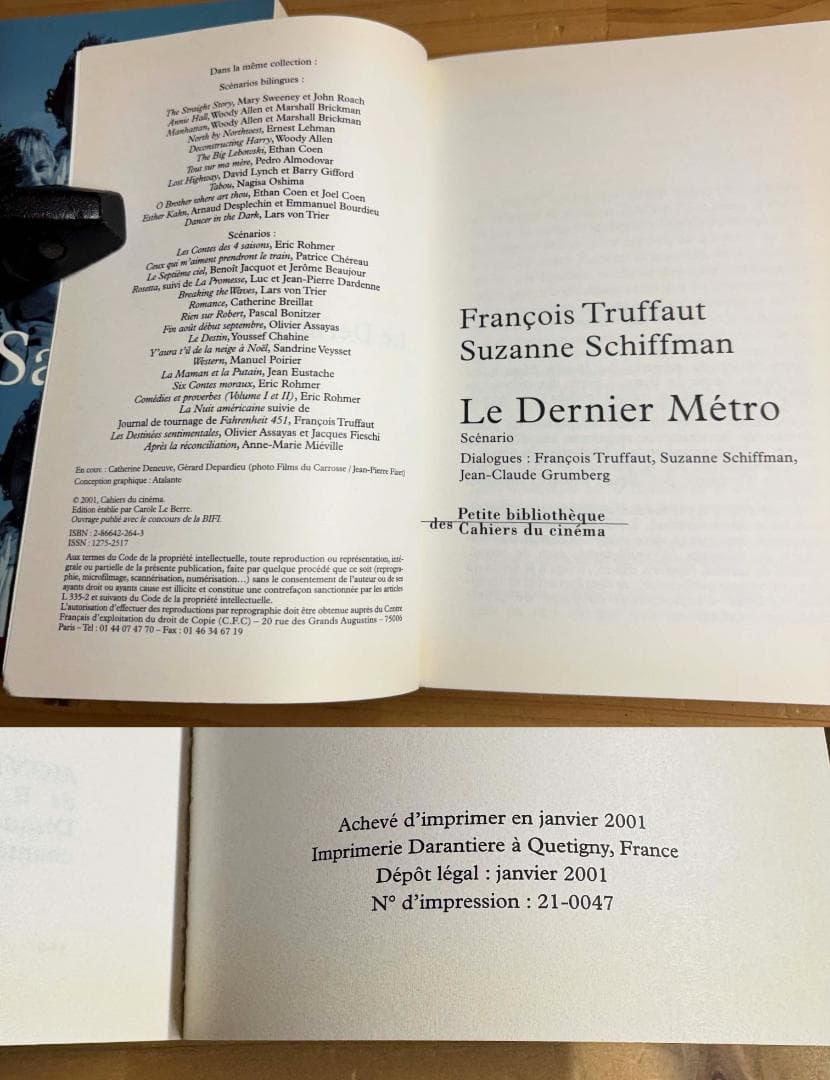 Sa
Dans la même collection :
Scénarios bilingues :
The Straight Story, Mary Sweeney et John Roach
Annie Hall, Woody Allen et Marshall Brickman
Manhattan, Woody Allen et Marshall Brickman
North by Northwest, Ernest Lehman
Deconstructing Harry, Woody Allen
The Big Lebowski, Ethan Coen
Tout sur ma mère, Pedro Almodovar
Lost Highway, David Lynch et Barry Gifford
Tabou, Nagisa Oshima
O Brother where art thou, Ethan Coen et Joel Coen
Esther Kahn, Arnaud Desplechin et Emmanuel Bourdieu
Dancer in the Dark, Lars von Trier
Scénarios :
Les Contes des 4 saisons, Eric Rohmer
Ceux qui m'aiment prendront le train, Patrice Chéreau
Le Septième ciel, Benoît Jacquot et Jérôme Beaujour
Rosetta, suivi de La Promesse, Luc et Jean-Pierre Dardenne
Breaking the Waves, Lars von Trier
Romance, Catherine Breillat
Rien sur Robert, Pascal Bonitzer
Fin août début septembre, Olivier Assayas
Le Destin, Youssef Chahine
Y'aura t'il de la neige à Noël, Sandrine Veysset
Western, Manuel Poirier
La Maman et la Putain, Jean Eustache
Six Contes moraux, Eric Rohmer
Comédies et proverbes (Volume I et II), Eric Rohmer
La Nuit américaine suivie de
Journal de tournage de Fahrenheit 451, François Truffaut
Les Destinées sentimentales, Olivier Assayas et Jacques Fieschi
Après la réconciliation, Anne-Marie Miéville
En couv. : Catherine Deneuve, Gérard Depardieu (photo Films du Carrosse / Jean-Pierre Fizet)
Conception graphique : Atalante
© 2001, Cahiers du cinéma.
Edition établie par Carole Le Berre.
Ouvrage publié avec le concours de la BIFI.
ISBN : 2-86642-264-3
ISSN : 1275-2517
Aux termes du Code de la propriété intellectuelle, toute reproduction ou représentation, inté-
grale ou partielle de la présente publication, faite par quelque procédé que ce soit (reprogra-
phie, microfilmage, scannérisation, numérisation...) sans le consentement de l'auteur ou de ses
ayants droit ou ayants cause est illicite et constitue une contrefaçon sanctionnée par les articles
L 335-2 et suivants du Code de la propriété intellectuelle.
L'autorisation d'effectuer des reproductions par reprographie doit être obtenue auprès du Centre
Français d'exploitation du droit de Copie (C.F.C) – 20 rue des Grands Augustins – 75006
Paris – Tel : 01 44 07 47 70 – Fax : 01 46 34 67 19
François Truffaut
Suzanne Schiffman
Le Dernier Métro
Scénario
Dialogues : François Truffaut, Suzanne Schiffman,
Jean-Claude Grumberg
Petite bibliothèque
des Cahiers du cinéma
Achevé d'imprimer en janvier 2001
Imprimerie Darantiere à Quetigny, France
Dépôt légal : janvier 2001
N° d'impression : 21-0047